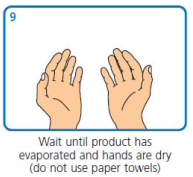 9
Wait until product has
evaporated and hands are dry
(do not use paper towels)